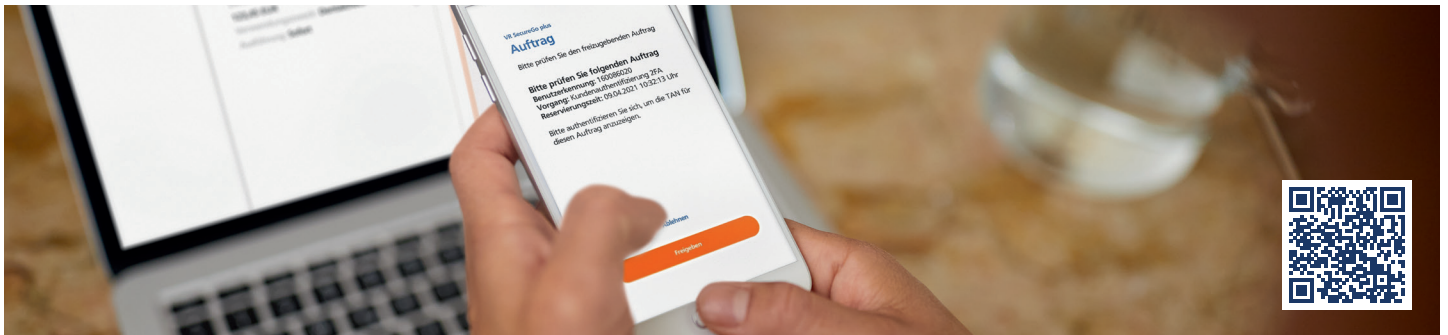 VR SecureGo plus
Auftrag
Bitte prüfen Sie den freizugebenden Auftrag
Bitte prüfen Sie folgenden Auftrag
Benutzerkennung: 160086020
Vorgang: Kundenauthentifizierung 2FA
Reservierungszeit: 09.04.2021 10:32:13 Uhr
Bitte authentifizieren Sie sich, um die TAN für
diesen Auftrag anzuzeigen.
Freigeben